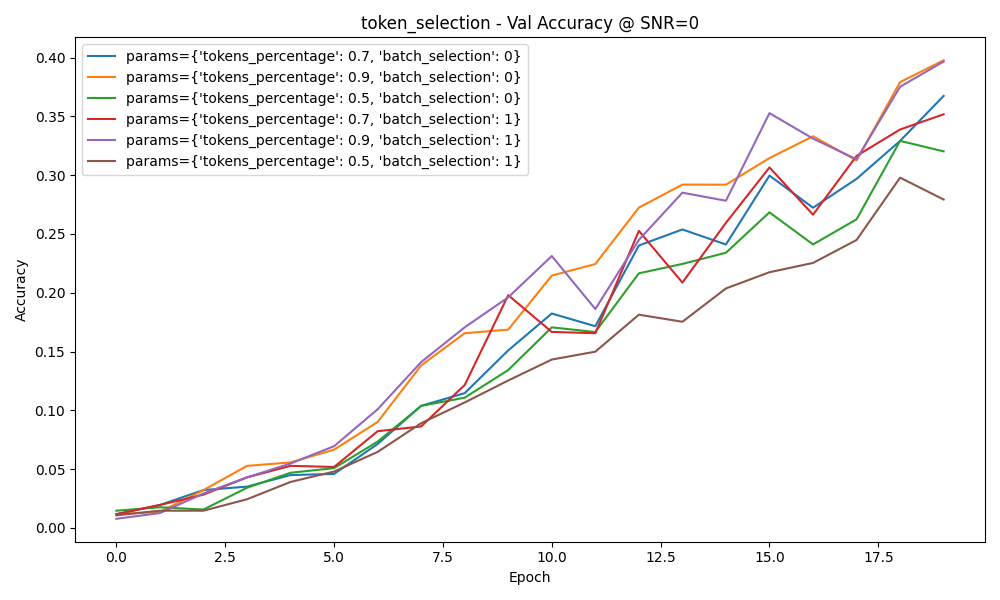 token_selection - Val Accuracy @ SNR=0
params={'tokens_percentage': 0.7, 'batch_selection': 0}
params={'tokens_percentage': 0.9, 'batch_selection': 0}
params={'tokens_percentage': 0.5, 'batch_selection': 0}
params={'tokens_percentage': 0.7, 'batch_selection': 1}
params={'tokens_percentage': 0.9, 'batch_selection': 1}
params={'tokens_percentage': 0.5, 'batch_selection': 1}
Accuracy
0.40
0.35
0.30
0.25
0.20
0.15
0.10
0.05
0.00
0.0 2.5 5.0 7.5 10.0 12.5 15.0 17.5
Epoch